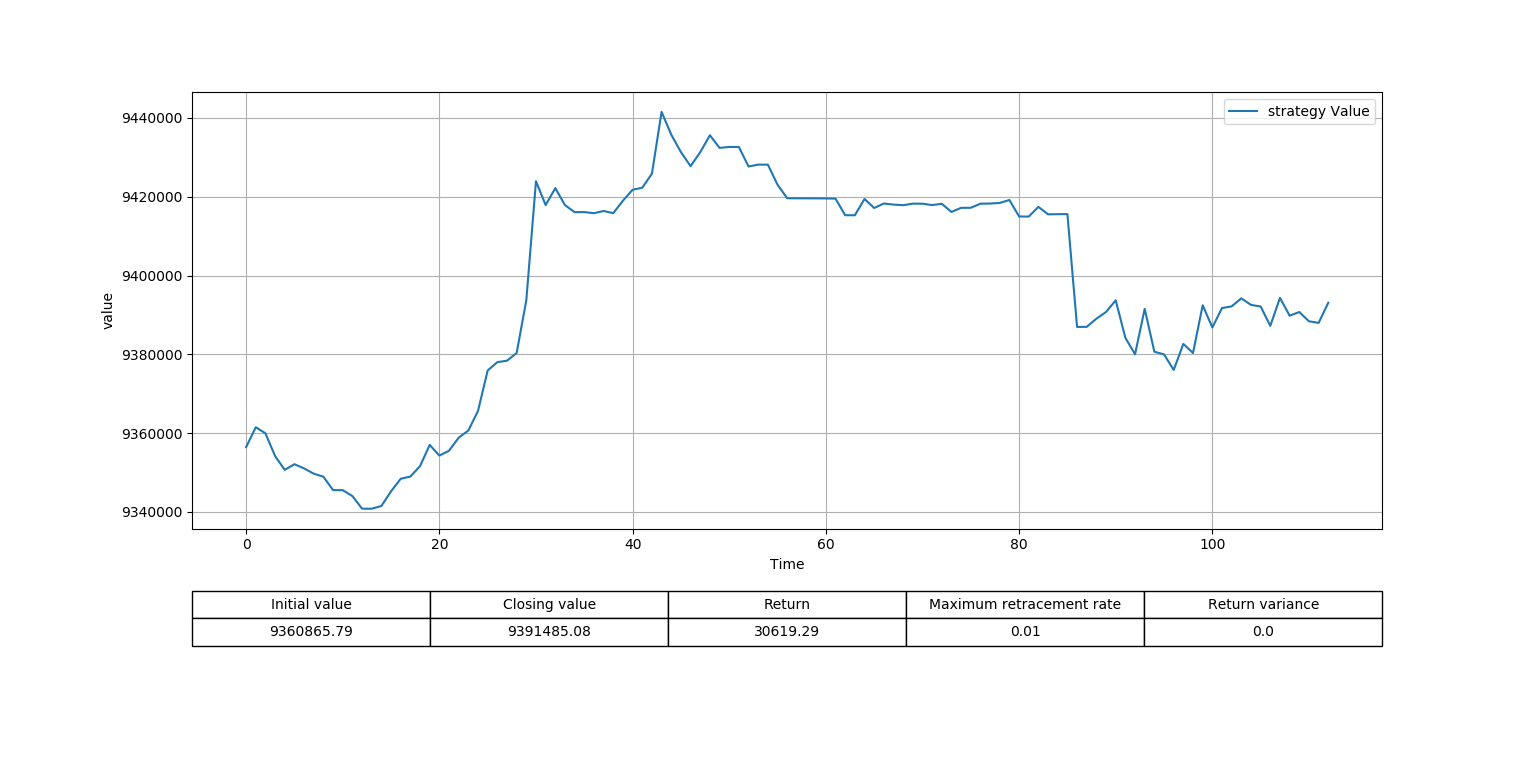 strategy Value
9440000
9420000
9400000
9380000
9360000
9340000
value
0 20 40 60 80 100
Time
Initial value Closing value Return Maximum retracement rate Return variance
9360865.79 9391485.08 30619.29 0.01 0.0